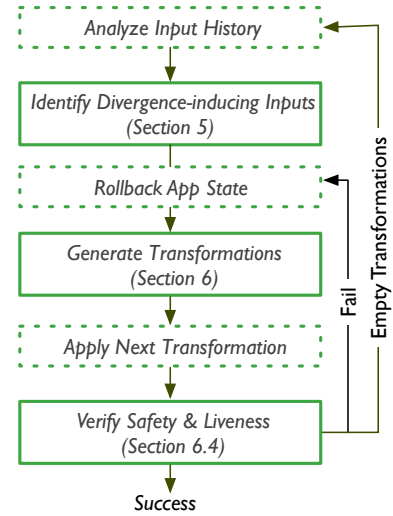 Analyze Input History
Identify Divergence-inducing Inputs
(Section 5)
Rollback App State
Generate Transformations
(Section 6)
Apply Next Transformation
Verify Safety & Liveness
(Section 6.4)
Success
Fail
Empty Transformations